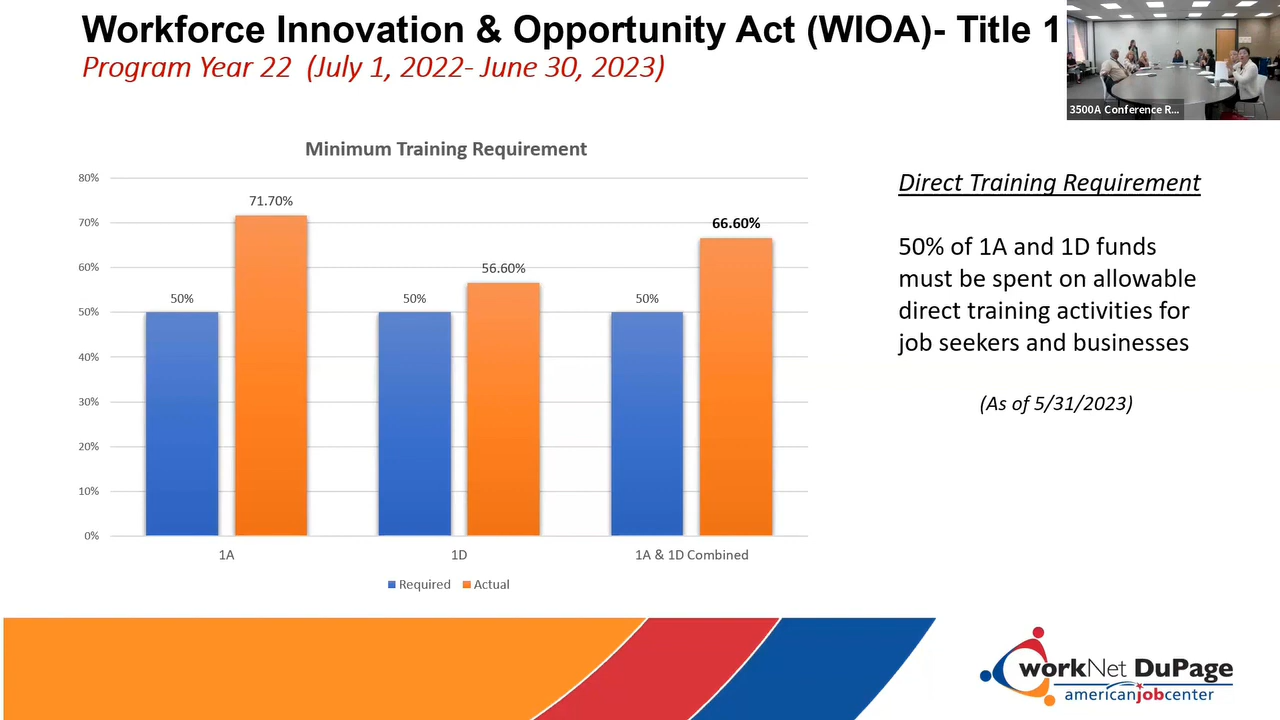 Workforce Innovation & Opportunity Act (WIOA)- Title 1
Program Year 22 (July 1, 2022- June 30, 2023)
3500A Conference R...
Minimum Training Requirement
80%
70%
60%
50%
40%
30%
20%
10%
0%
50%
71.70%
50%
56.60%
50%
66.60%
1A
1D
1A & 1D Combined
Required
Actual
Direct Training Requirement
50% of 1A and 1D funds
must be spent on allowable
direct training activities for
job seekers and businesses
(As of 5/31/2023)
workNet DuPage
americanjobcenter